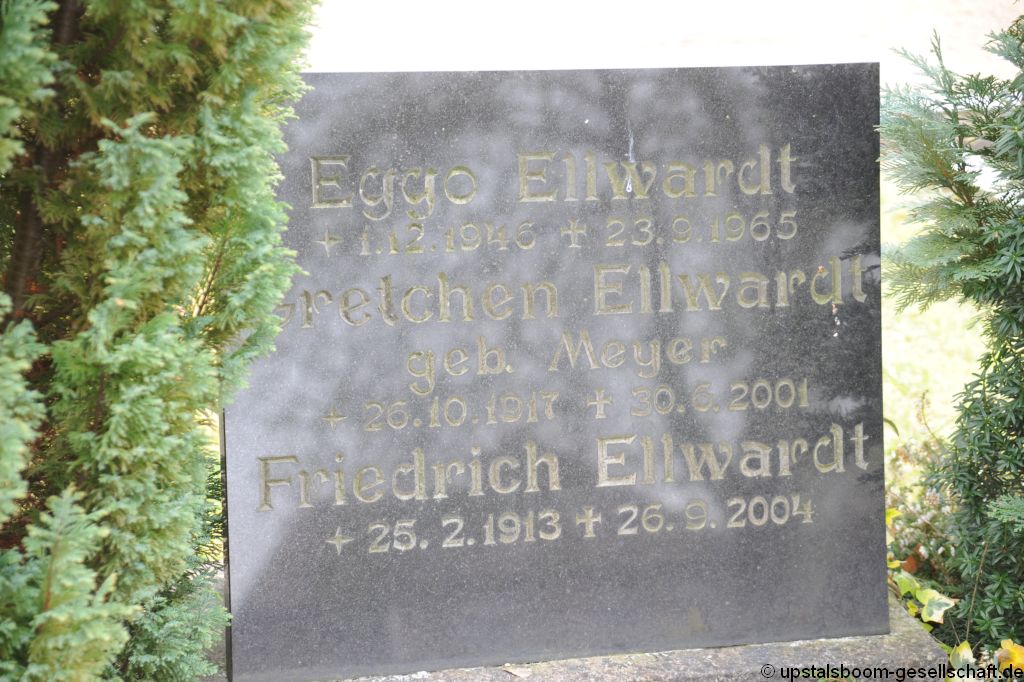 Eggo Ellwardt
+ 1.12.1946 ✝ 23.9.1965
Gretchen Ellwardt
geb. Meyer
+ 26.10.1917 ✝ 30.6.2001
Friedrich Ellwardt
+ 25.2.1913 ✝ 26.9.2004
© upstalsboom-gesellschaft.de